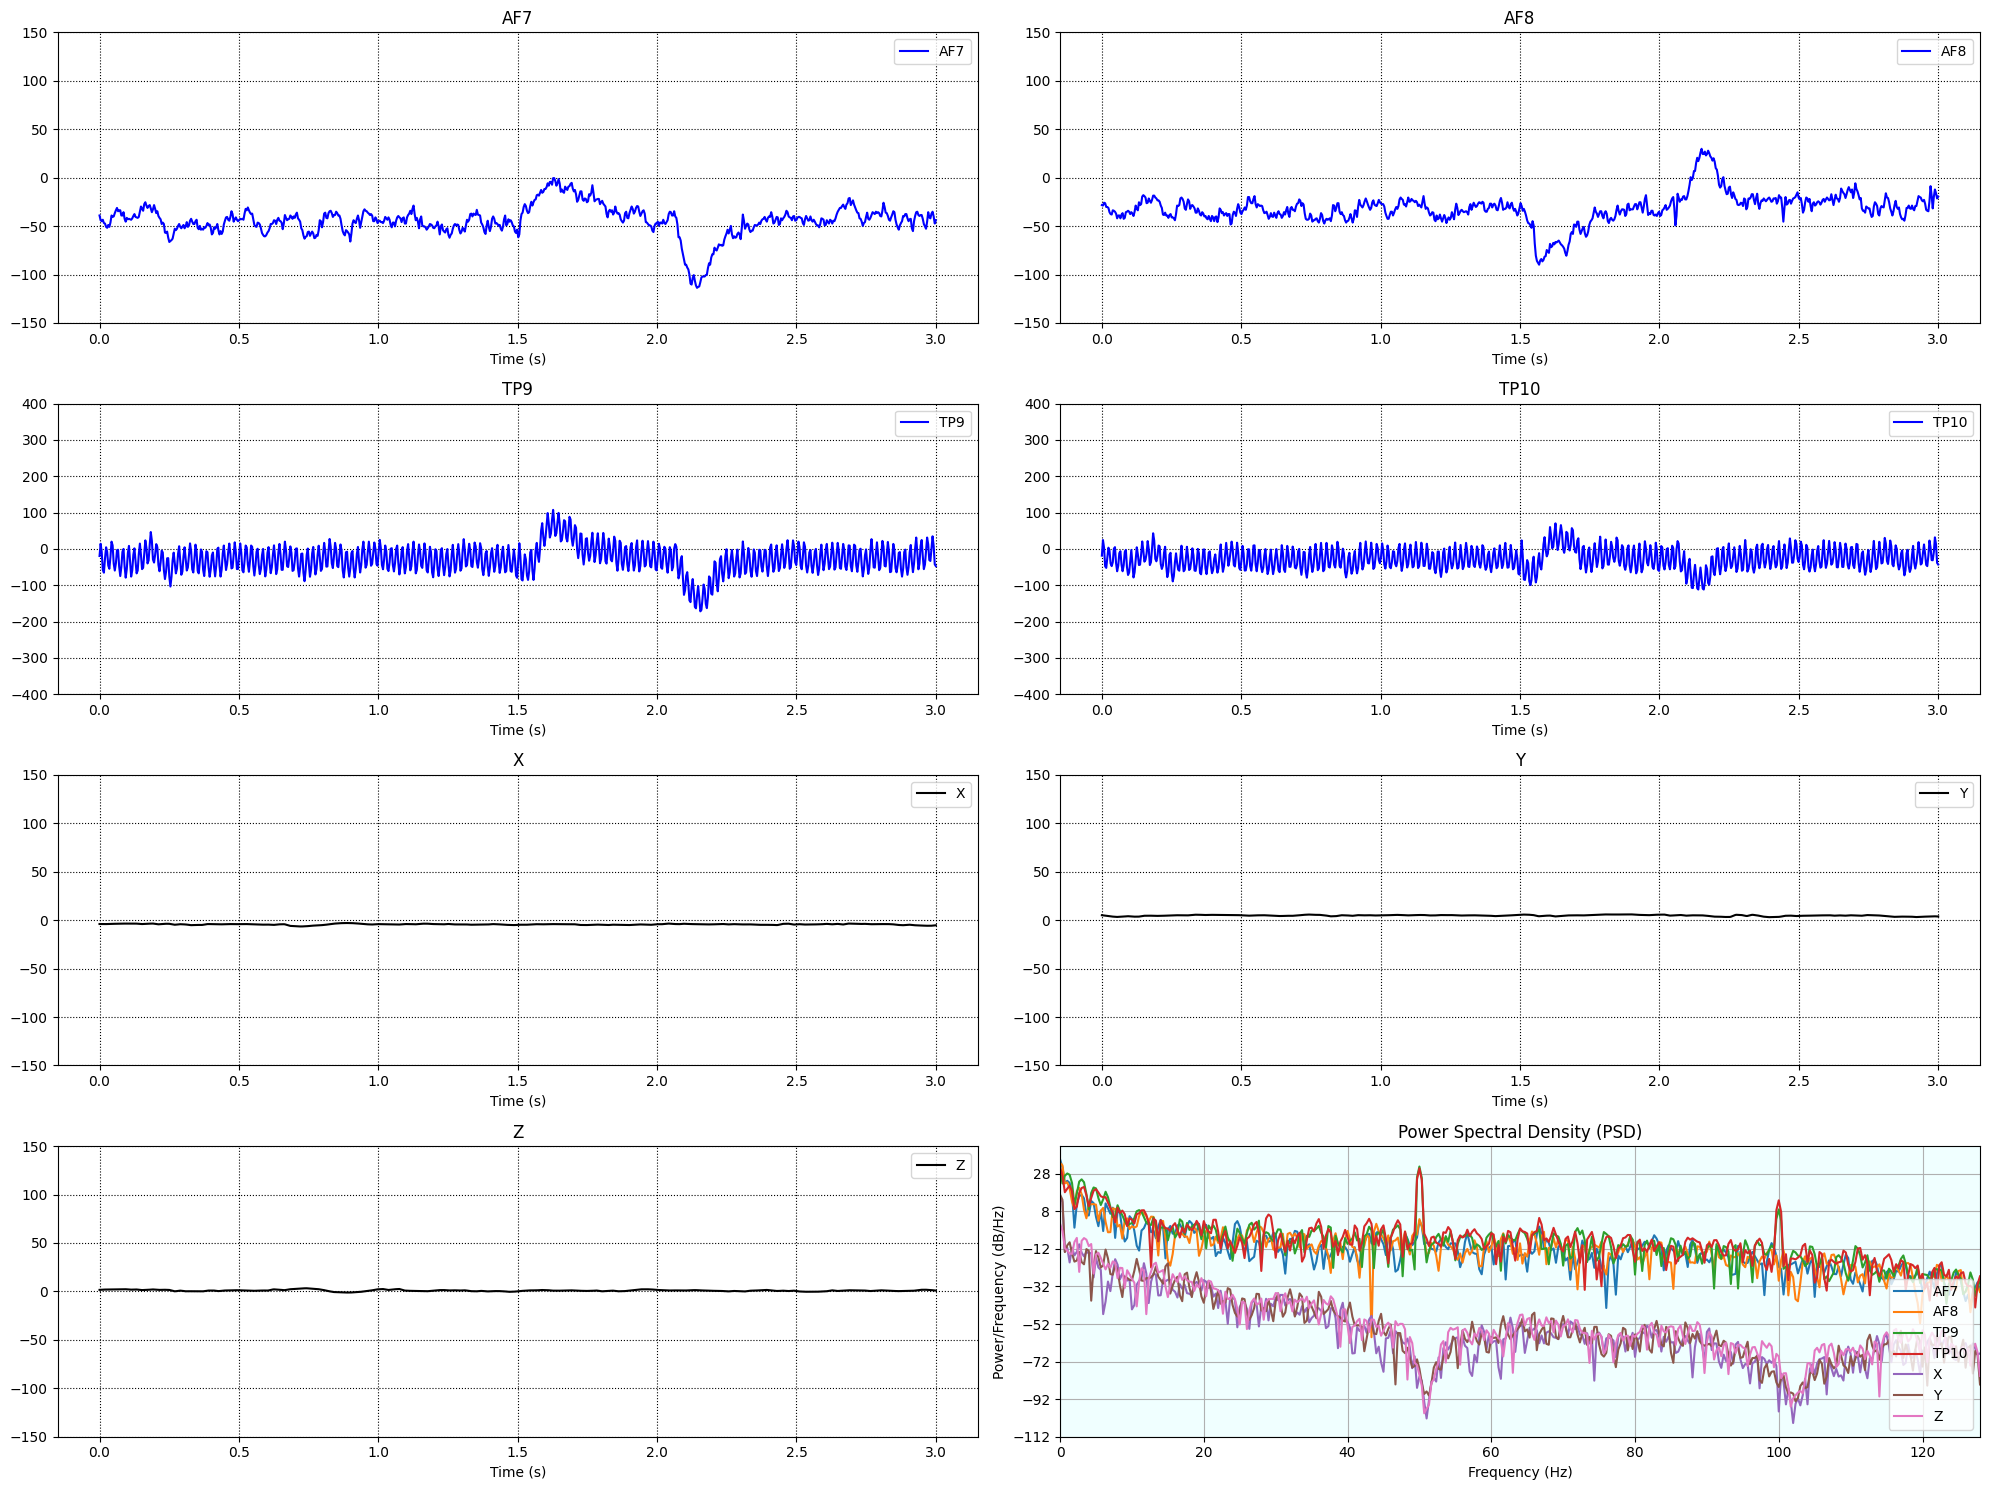 AF7
150
100
50
0
−50
−100
−150
AF7
0.0 0.5 1.0 1.5 2.0 2.5 3.0
Time (s)
AF8
150
100
50
0
−50
−100
−150
AF8
0.0 0.5 1.0 1.5 2.0 2.5 3.0
Time (s)
TP9
400
300
200
100
0
−100
−200
−300
−400
TP9
0.0 0.5 1.0 1.5 2.0 2.5 3.0
Time (s)
TP10
400
300
200
100
0
−100
−200
−300
−400
TP10
0.0 0.5 1.0 1.5 2.0 2.5 3.0
Time (s)
X
150
100
50
0
−50
−100
−150
X
0.0 0.5 1.0 1.5 2.0 2.5 3.0
Time (s)
Y
150
100
50
0
−50
−100
−150
Y
0.0 0.5 1.0 1.5 2.0 2.5 3.0
Time (s)
Z
150
100
50
0
−50
−100
−150
Z
0.0 0.5 1.0 1.5 2.0 2.5 3.0
Time (s)
Power Spectral Density (PSD)
Power/Frequency (dB/Hz)
28
8
−12
−32
−52
−72
−92
−112
AF7
AF8
TP9
TP10
X
Y
Z
0 20 40 60 80 100 120
Frequency (Hz)